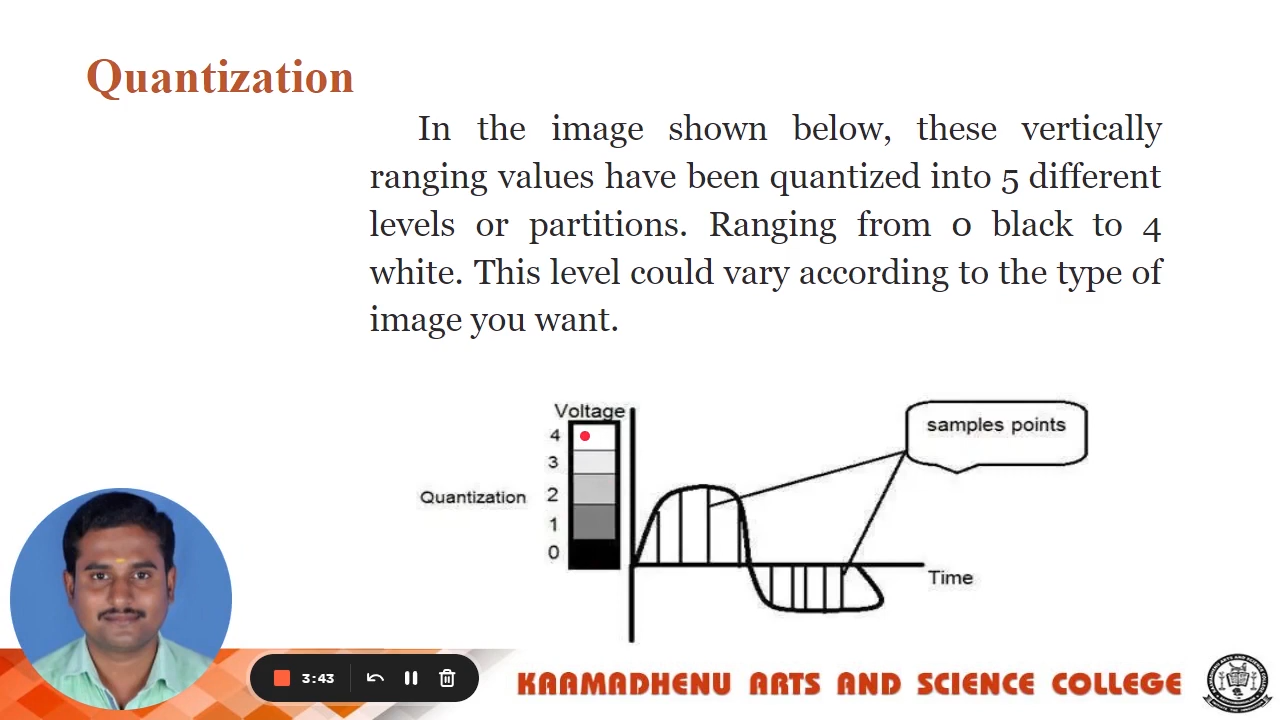 Quantization
In the image shown below, these vertically
ranging values have been quantized into 5 different
levels or partitions. Ranging from 0 black to 4
white. This level could vary according to the type of
image you want.
Voltage
4
3
Quantization 2
1
0
samples points
Time
3:43
KAAMADHENU ARTS AND SCIENCE COLLEGE